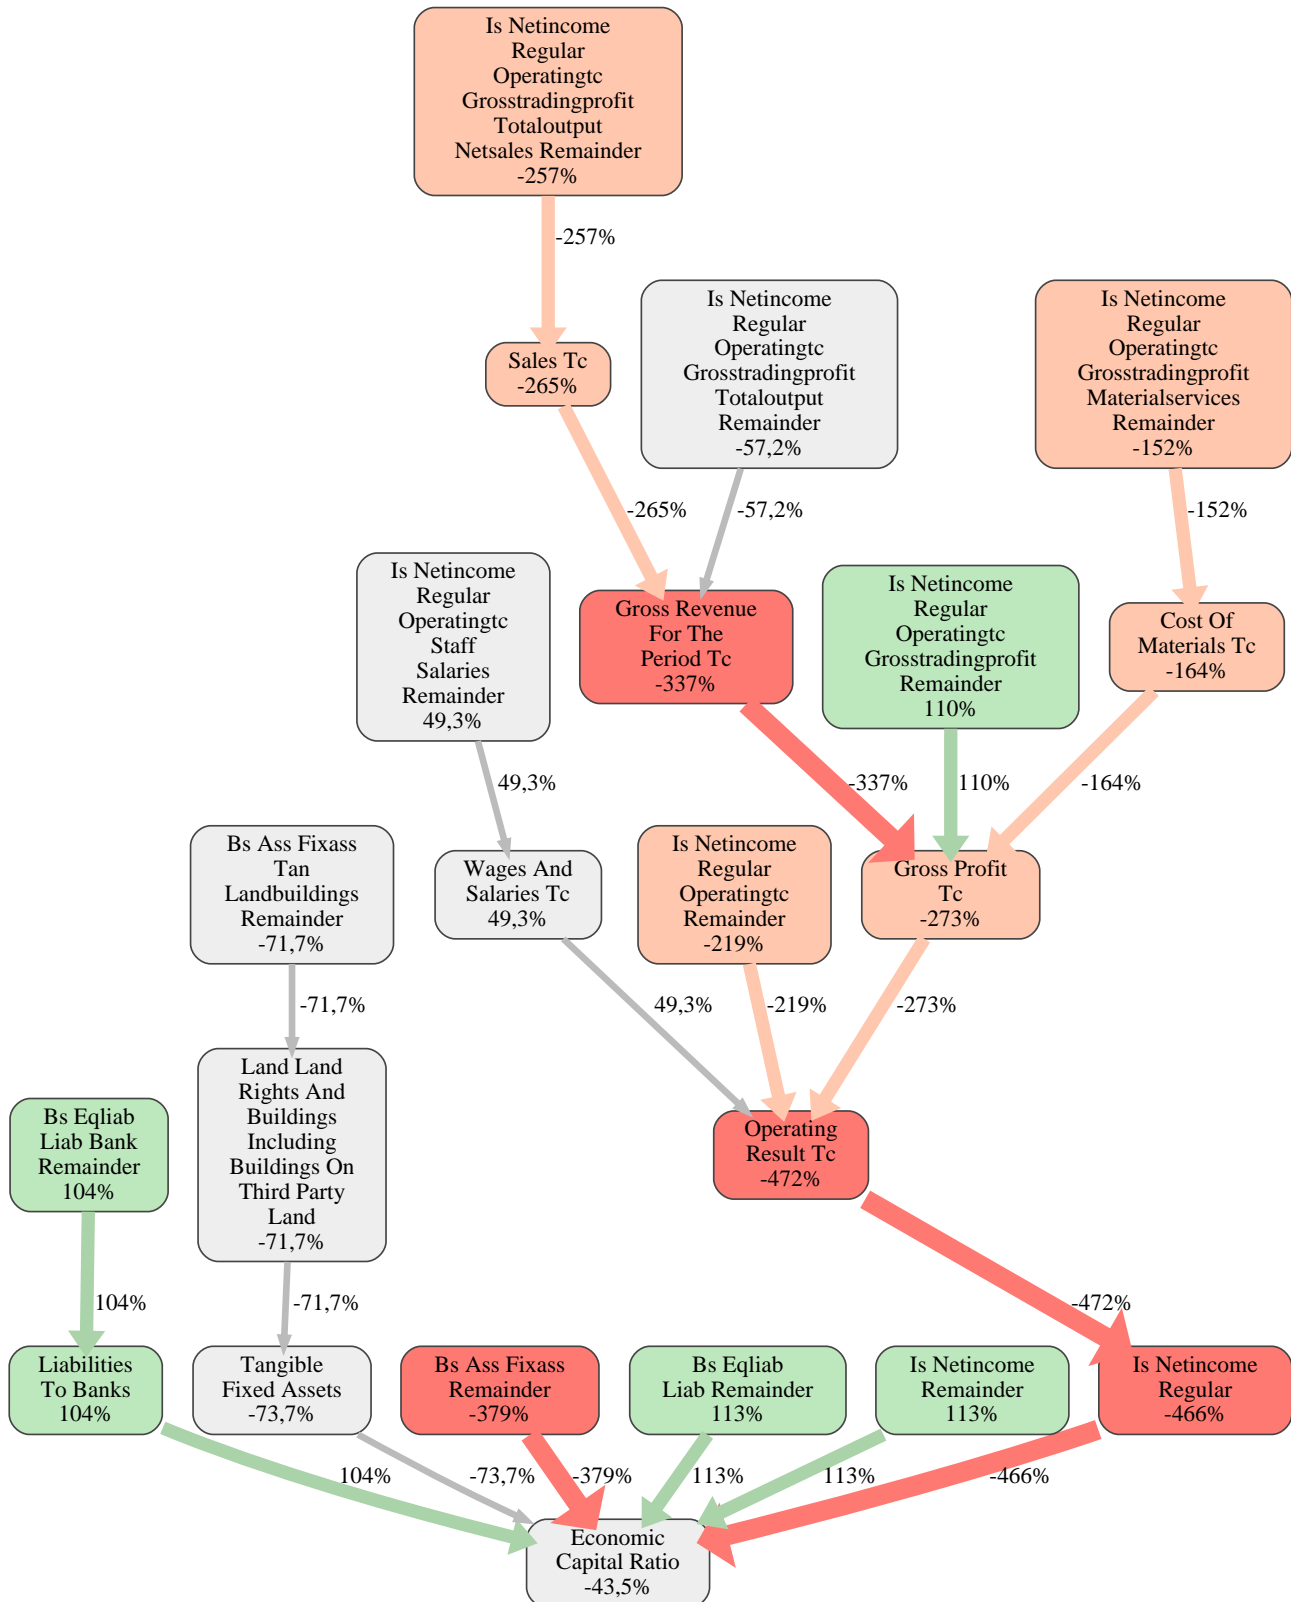 Is Netincome
Regular
Operatingtc
Grosstradingprofit
Totaloutput
Netsales Remainder
-257%
-257%
Sales Tc
-265%
Is Netincome
Regular
Operatingtc
Grosstradingprofit
Totaloutput
Remainder
-57,2%
Is Netincome
Regular
Operatingtc
Grosstradingprofit
Materialservices
Remainder
-152%
-265%
-57,2%
-152%
Is Netincome
Regular
Operatingtc
Staff
Salaries
Remainder
49,3%
Gross Revenue
For The
Period Tc
-337%
Is Netincome
Regular
Operatingtc
Grosstradingprofit
Remainder
110%
Cost Of
Materials Tc
-164%
49,3%
-337%
110%
-164%
Bs Ass Fixass
Tan
Landbuildings
Remainder
-71,7%
Wages And
Salaries Tc
49,3%
Is Netincome
Regular
Operatingtc
Remainder
-219%
Gross Profit
Tc
-273%
-71,7%
49,3%
-219%
-273%
Bs Eqliab
Liab Bank
Remainder
104%
Land Land
Rights And
Buildings
Including
Buildings On
Third Party
Land
-71,7%
Operating
Result Tc
-472%
104%
-71,7%
-472%
Liabilities
To Banks
104%
Tangible
Fixed Assets
-73,7%
Bs Ass Fixass
Remainder
-379%
Bs Eqliab
Liab Remainder
113%
Is Netincome
Remainder
113%
Is Netincome
Regular
-466%
104%
-73,7%
-379%
113%
113%
-466%
Economic
Capital Ratio
-43,5%